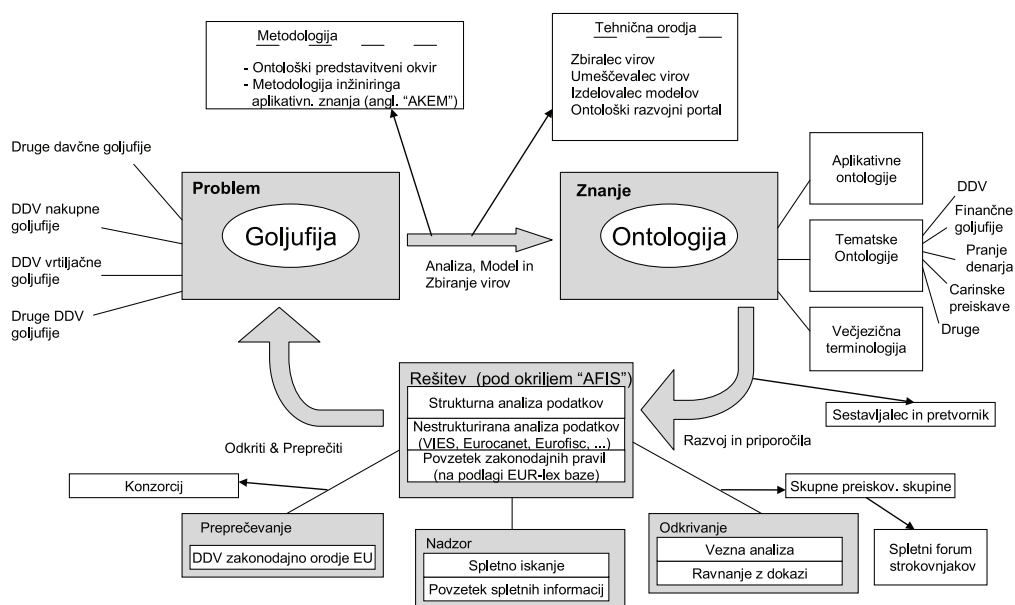 Metodologija
- Ontološki predstavitveni okvir
- Metodologija inžiniringa
aplikativn. znanja (angl. “AKEM”)
Tehnična orodja
Zbiralec virov
Umeščevalec virov
Izdelovalec modelov
Ontološki razvojni portal
Druge davčne goljufije
DDV nakupne
goljufije
DDV vrtiljačne
goljufije
Druge DDV
goljufije
Problem
Goljufija
Analiza, Model in
Zbiranje virov
Znanje
Ontologija
Aplikativne
ontologije
Tematske
Ontologije
Večjezična
terminologija
DDV
Finančne
goljufije
Pranje
denarja
Carinske
preiskave
Druge
Rešitev (pod okriljem “AFIS”)
Strukturna analiza podatkov
Nestrukturirana analiza podatkov
(VIES, Eurocanet, Eurofisc, ...)
Povzetek zakonodajnih pravil
(na podlagi EUR-lex baze)
Odkriti & Preprečiti
Razvoj in priporočila
Sestavljalec in pretvornik
Konzorcij
Preprečevanje
DDV zakonodajno orodje EU
Nadzor
Spletno iskanje
Povzetek spletnih informacij
Odkrivanje
Vezna analiza
Ravnanje z dokazi
Skupne preiskov. skupine
Spletni forum
strokovnjakov